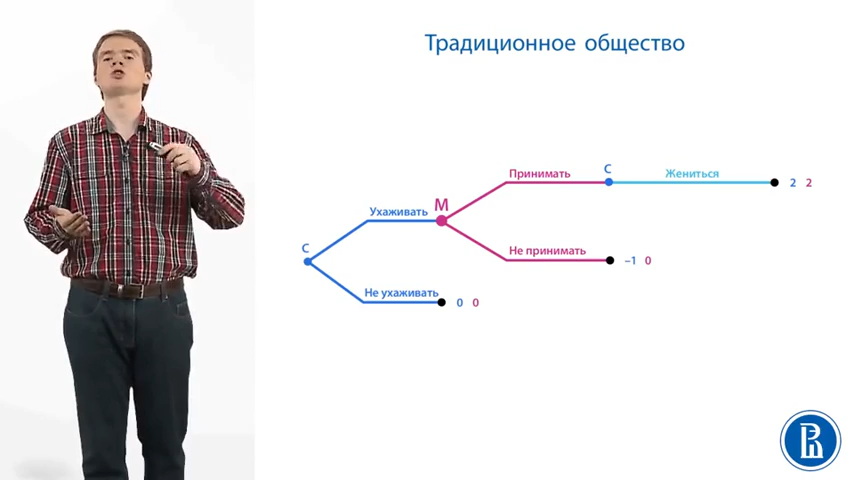 Традиционное общество
Принимать
С
Жениться
2 2
Ухаживать
М
Не принимать
–1 0
С
Не ухаживать
0 0